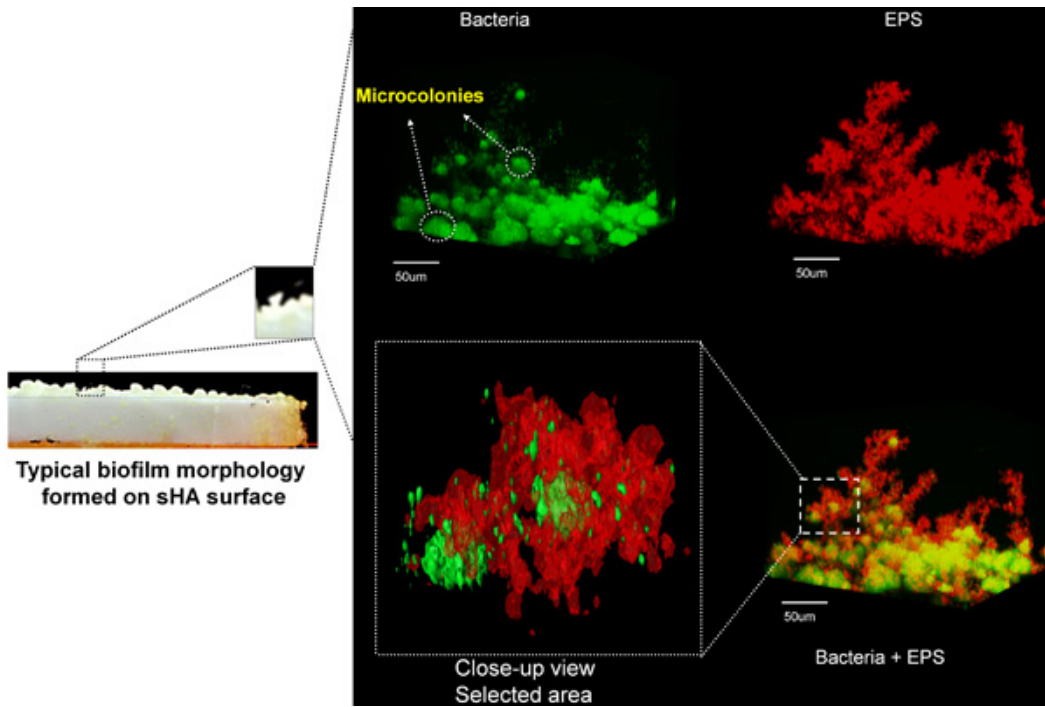 Bacteria
EPS
Microcolonies
50um
50um
Typical biofilm morphology
formed on sHA surface
50um
Close-up view
Selected area
Bacteria + EPS